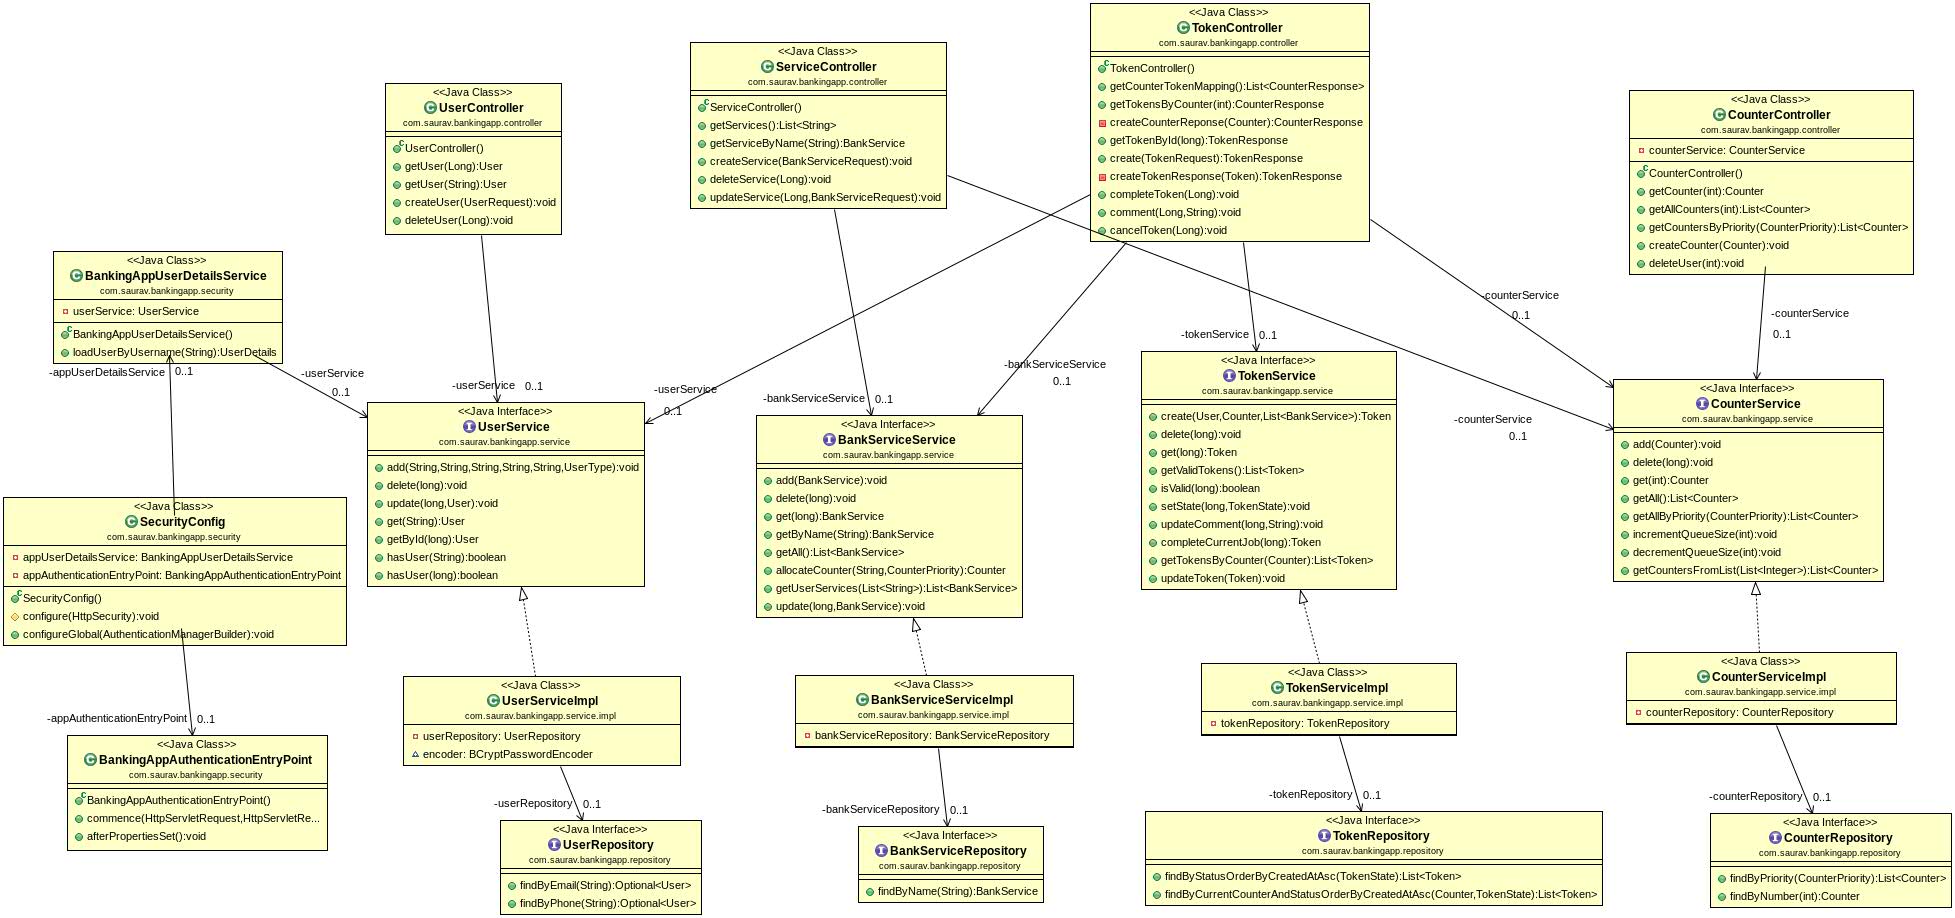 <<Java Class>>
TokenController
com.saurav.bankingapp.controller
TokenController()
getCounterTokenMapping():List<CounterResponse>
getTokensByCounter(int):CounterResponse
createCounterReponse(Counter):CounterResponse
getTokenById(long):TokenResponse
create(TokenRequest):TokenResponse
createTokenResponse(Token):TokenResponse
completeToken(Long):void
comment(Long,String):void
cancelToken(Long):void
<<Java Class>>
ServiceController
com.saurav.bankingapp.controller
ServiceController()
getServices():List<String>
getServiceByName(String):BankService
createService(BankServiceRequest):void
deleteService(Long):void
updateService(Long,BankServiceRequest):void
<<Java Class>>
UserController
com.saurav.bankingapp.controller
UserController()
getUser(Long):User
getUser(String):User
createUser(UserRequest):void
deleteUser(Long):void
<<Java Class>>
CounterController
com.saurav.bankingapp.controller
counterService: CounterService
CounterController()
getCounter(int):Counter
getAllCounters(int):List<Counter>
getCountersByPriority(CounterPriority):List<Counter>
createCounter(Counter):void
deleteUser(int):void
<<Java Class>>
BankingAppUserDetailsService
com.saurav.bankingapp.security
userService: UserService
BankingAppUserDetailsService()
loadUserByUsername(String):UserDetails
-appUserDetailsService 0..1
-userService
0..1
-userService 0..1
-userService
0..1
-bankServiceService 0..1
-bankServiceService
0..1
-tokenService 0..1
-counterService
0..1
-counterService
0..1
-counterService
0..1
<<Java Interface>>
UserService
com.saurav.bankingapp.service
add(String,String,String,String,String,UserType):void
delete(long):void
update(long,User):void
get(String):User
getById(long):User
hasUser(String):boolean
hasUser(long):boolean
<<Java Interface>>
BankServiceService
com.saurav.bankingapp.service
add(BankService):void
delete(long):void
get(long):BankService
getByName(String):BankService
getAll():List<BankService>
allocateCounter(String,CounterPriority):Counter
getUserServices(List<String>):List<BankService>
update(long,BankService):void
<<Java Interface>>
TokenService
com.saurav.bankingapp.service
create(User,Counter,List<BankService>):Token
delete(long):void
get(long):Token
getValidTokens():List<Token>
isValid(long):boolean
setState(long,TokenState):void
updateComment(long,String):void
completeCurrentJob(long):Token
getTokensByCounter(Counter):List<Token>
updateToken(Token):void
<<Java Interface>>
CounterService
com.saurav.bankingapp.service
add(Counter):void
delete(long):void
get(int):Counter
getAll():List<Counter>
getAllByPriority(CounterPriority):List<Counter>
incrementQueueSize(int):void
decrementQueueSize(int):void
getCountersFromList(List<Integer>):List<Counter>
<<Java Class>>
SecurityConfig
com.saurav.bankingapp.security
appUserDetailsService: BankingAppUserDetailsService
appAuthenticationEntryPoint: BankingAppAuthenticationEntryPoint
SecurityConfig()
configure(HttpSecurity):void
configureGlobal(AuthenticationManagerBuilder):void
-appAuthenticationEntryPoint 0..1
<<Java Class>>
BankingAppAuthenticationEntryPoint
com.saurav.bankingapp.security
BankingAppAuthenticationEntryPoint()
commence(HttpServletRequest,HttpServletRe...
afterPropertiesSet():void
<<Java Class>>
UserServiceImpl
com.saurav.bankingapp.service.impl
userRepository: UserRepository
encoder: BCryptPasswordEncoder
-userRepository 0..1
<<Java Interface>>
UserRepository
com.saurav.bankingapp.repository
findByEmail(String):Optional<User>
findByPhone(String):Optional<User>
<<Java Class>>
BankServiceServiceImpl
com.saurav.bankingapp.service.impl
bankServiceRepository: BankServiceRepository
-bankServiceRepository 0..1
<<Java Interface>>
BankServiceRepository
com.saurav.bankingapp.repository
findByName(String):BankService
<<Java Class>>
TokenServiceImpl
com.saurav.bankingapp.service.impl
tokenRepository: TokenRepository
-tokenRepository 0..1
<<Java Interface>>
TokenRepository
com.saurav.bankingapp.repository
findByStatusOrderByCreatedAtAsc(TokenState):List<Token>
findByCurrentCounterAndStatusOrderByCreatedAtAsc(Counter,TokenState):List<Token>
<<Java Class>>
CounterServiceImpl
com.saurav.bankingapp.service.impl
counterRepository: CounterRepository
-counterRepository 0..1
<<Java Interface>>
CounterRepository
com.saurav.bankingapp.repository
findByPriority(CounterPriority):List<Counter>
findByNumber(int):Counter